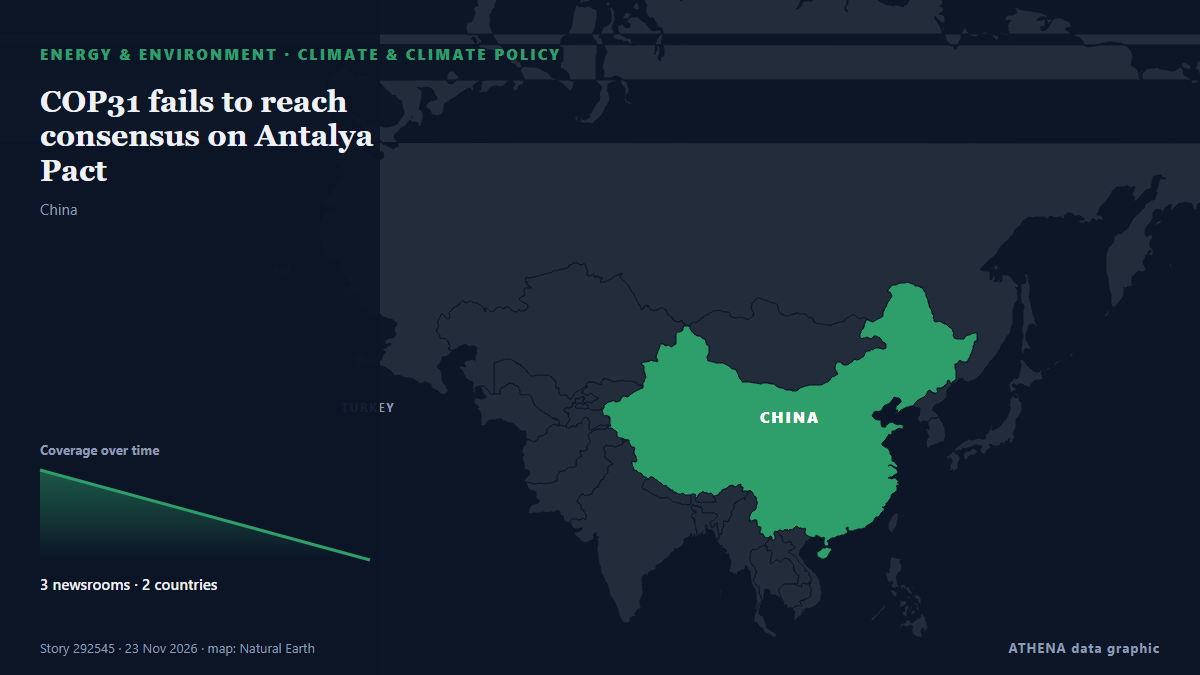 ENERGY & ENVIRONMENT · CLIMATE & CLIMATE POLICY
COP31 fails to reach
consensus on Antalya
Pact
China
TURKEY
CHINA
Coverage over time
3 newsrooms · 2 countries
Story 292545 · 23 Nov 2026 · map: Natural Earth
ATHENA data graphic